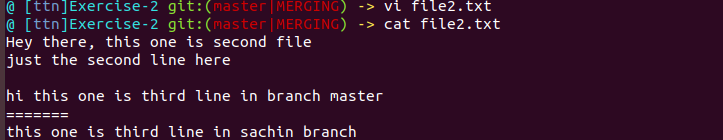 @ [ttn]Exercise-2 git:(master|MERGING) -> vi file2.txt
@ [ttn]Exercise-2 git:(master|MERGING) -> cat file2.txt
Hey there, this one is second file
just the second line here

hi this one is third line in branch master
=======
this one is third line in sachin branch